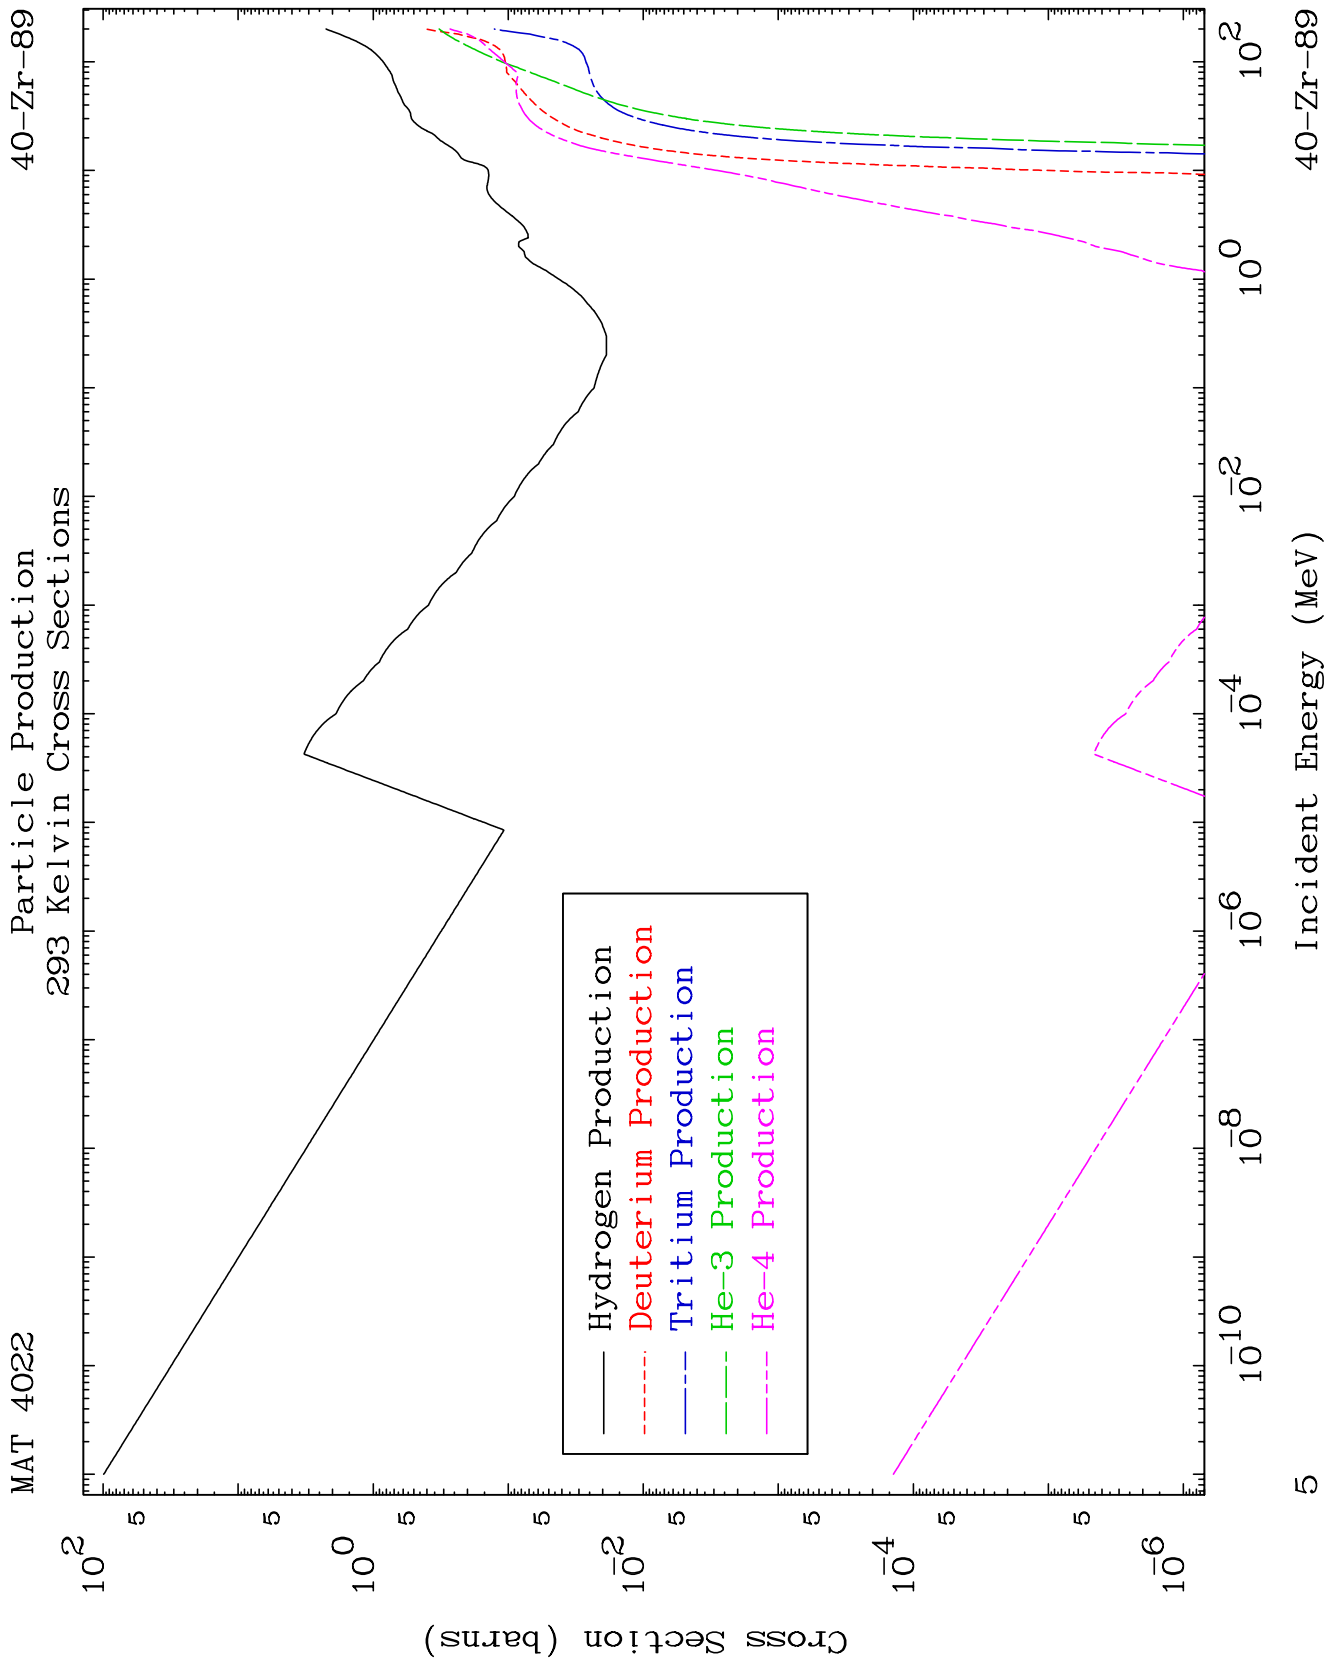 MAT 4022
Particle Production
40-Zr-89
293 Kelvin Cross Sections
10^2
5
5
10^0
5
5
10^-2
5
5
10^-4
5
5
10^-6
Cross Section (barns)
Hydrogen Production
Deuterium Production
Tritium Production
He-3 Production
He-4 Production
10^-10
10^-8
10^-6
10^-4
10^-2
10^0
10^2
5
Incident Energy (MeV)
40-Zr-89